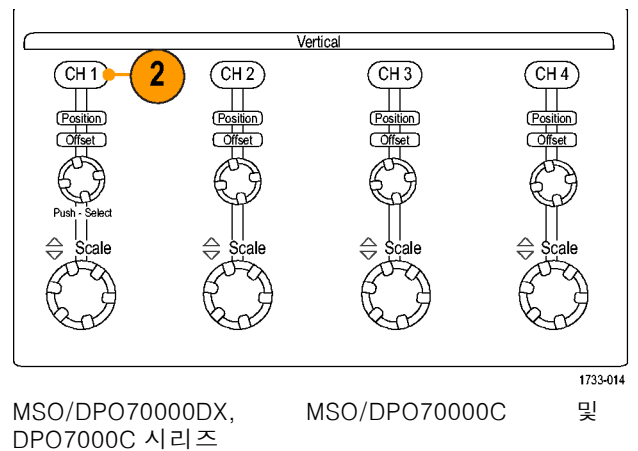 Vertical
CH 1 2 CH 2 CH 3 CH 4
Position Position Position Position
Offset Offset Offset Offset
Push - Select
Scale Scale Scale Scale
1733-014
MSO/DPO70000DX, MSO/DPO70000C 및
DPO7000C 시리즈